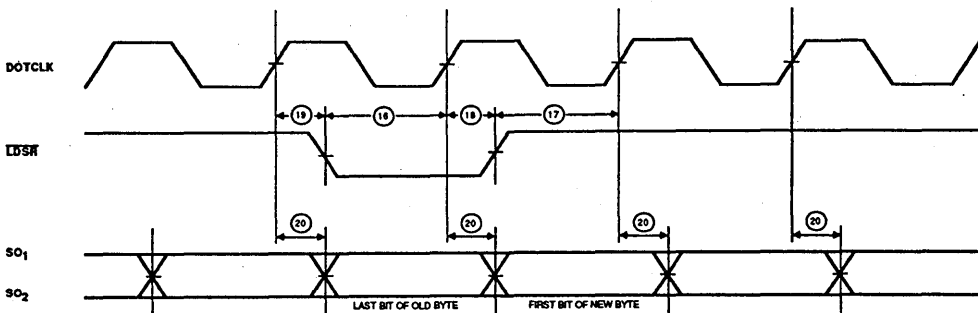 DOTCLK
19 16 18 17
LDSR
20 20 20 20
SO1
SO2
LAST BIT OF OLD BYTE FIRST BIT OF NEW BYTE